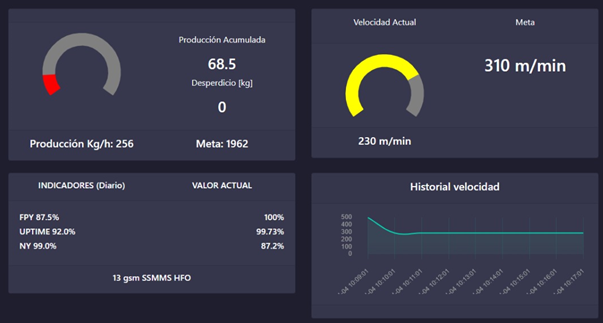 Producción Acumulada
68.5
Desperdicio [kg]
0
Producción Kg/h: 256
Meta: 1962
Velocidad Actual
Meta
310 m/min
230 m/min
INDICADORES (Diario)
VALOR ACTUAL
FPY 87.5%
100%
UPTIME 92.0%
99.73%
NY 99.0%
87.2%
13 gsm SSMMS HFO
Historial velocidad
500
400
300
200
100
0
-04 10:09:01
-04 10:10:01
-04 10:11:01
-04 10:12:01
-04 10:13:01
-04 10:14:01
-04 10:15:01
-04 10:16:01
-04 10:17:01